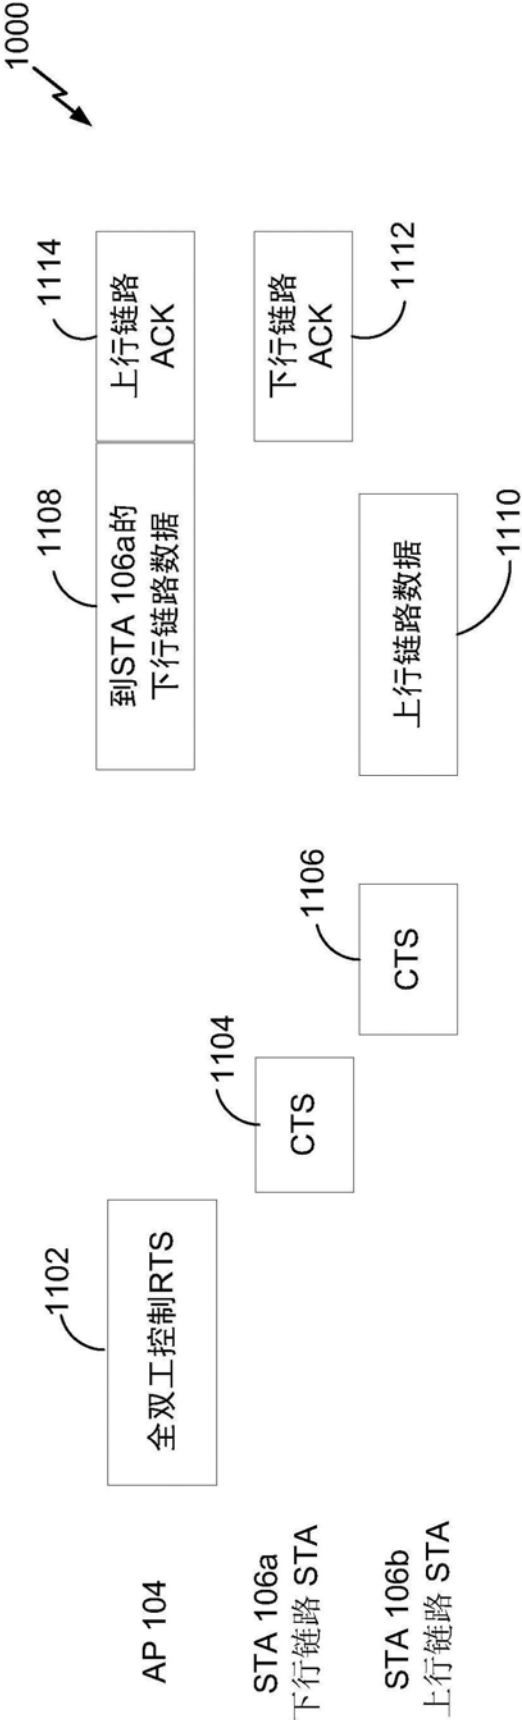 1000
1102
1104
1106
1108
1114
1110
1112
AP 104
全双工控制RTS
到STA 106a的
下行链路数据
上行链路
ACK
STA 106a
下行链路 STA
CTS
下行链路
ACK
STA 106b
上行链路 STA
CTS
上行链路数据